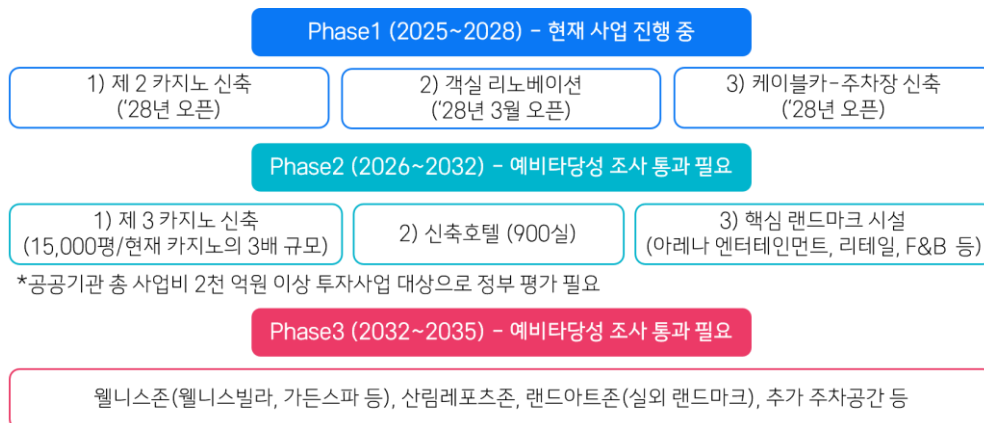 Phase1 (2025~2028) - 현재 사업 진행 중
1) 제 2 카지노 신축
('28년 오픈)
2) 객실 리노베이션
('28년 3월 오픈)
3) 케이블카-주차장 신축
('28년 오픈)
Phase2 (2026~2032) - 예비타당성 조사 통과 필요
1) 제 3 카지노 신축
(15,000평/현재 카지노의 3배 규모)
2) 신축호텔 (900실)
3) 핵심 랜드마크 시설
(아레나 엔터테인먼트, 리테일, F&B 등)
*공공기관 총 사업비 2천 억원 이상 투자사업 대상으로 정부 평가 필요
Phase3 (2032~2035) - 예비타당성 조사 통과 필요
웰니스존(웰니스빌라, 가든스파 등), 산림레포츠존, 랜드아트존(실외 랜드마크), 추가 주차공간 등